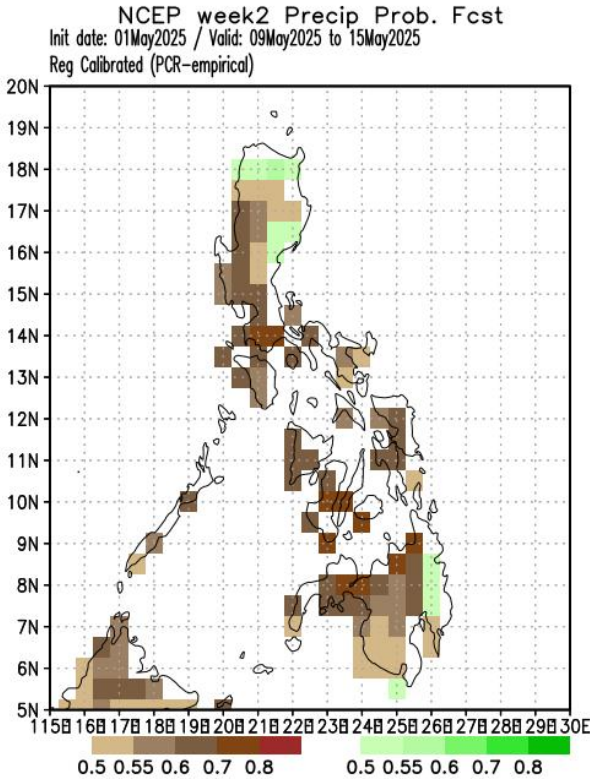 NCEP week2 Precip Prob. Fcst
Init date: 01May2025 / Valid: 09May2025 to 15May2025
Reg Calibrated (PCR-empirical)
20N
19N
18N
17N
16N
15N
14N
13N
12N
11N
10N
9N
8N
7N
6N
5N
115E 116E 117E 118E 119E 120E 121E 122E 123E 124E 125E 126E 127E 128E 129E 130E
0.5 0.55 0.6 0.7 0.8 0.5 0.55 0.6 0.7 0.8